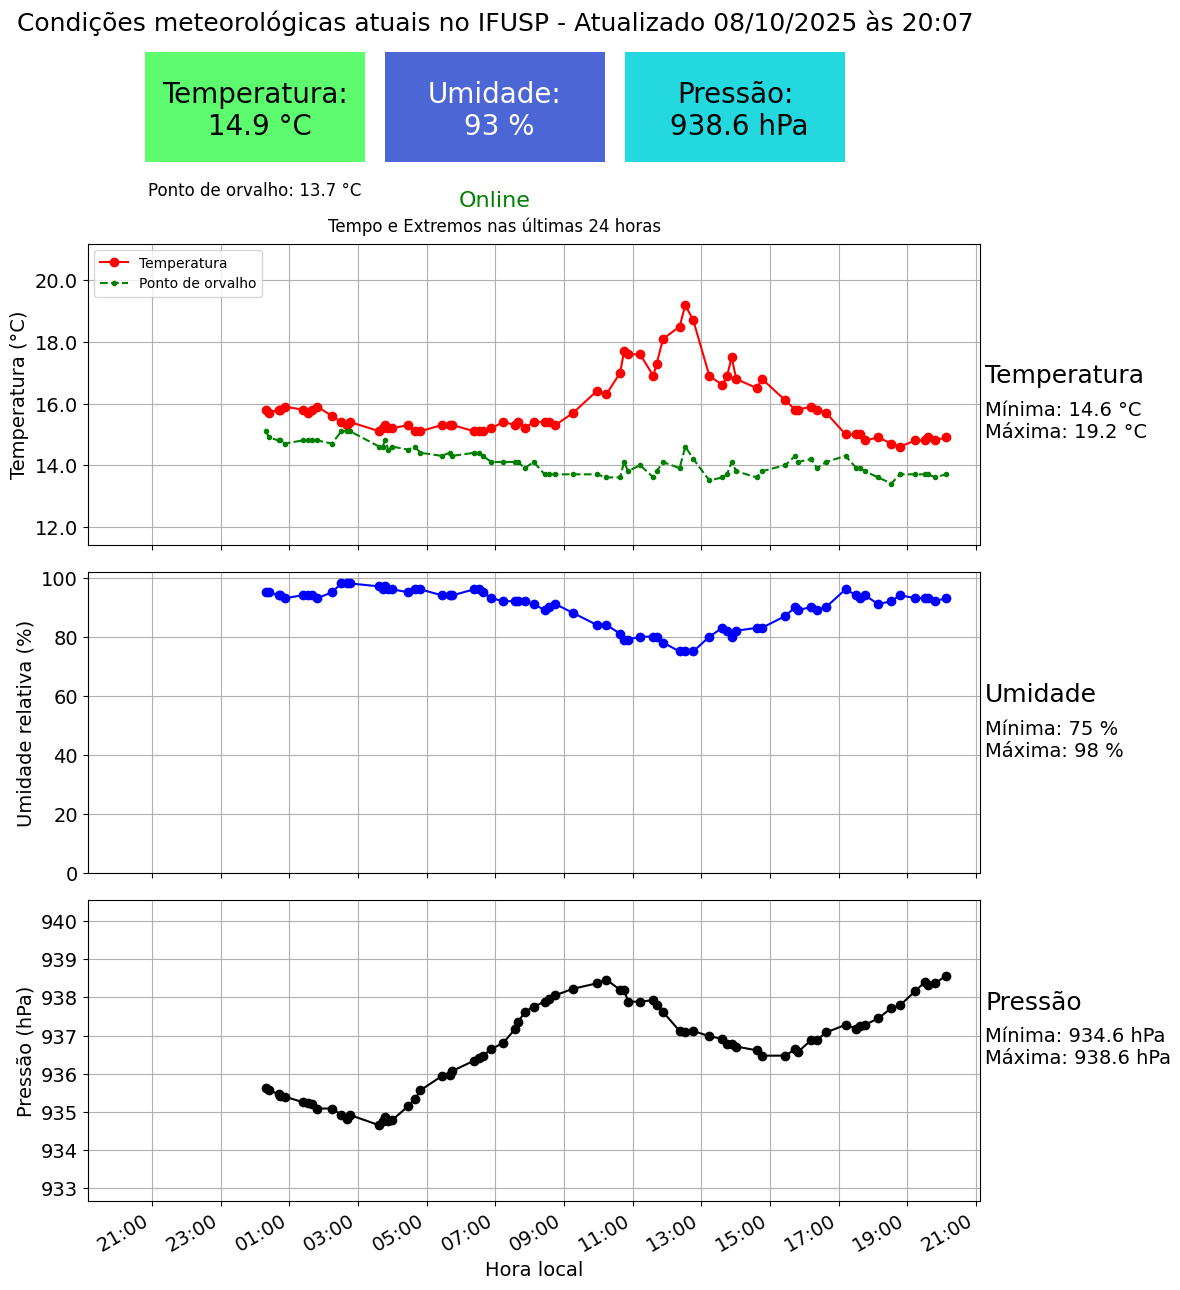 Condições meteorológicas atuais no IFUSP - Atualizado 08/10/2025 às 20:07
Temperatura:
14.9 °C
Umidade:
93 %
Pressão:
938.6 hPa
Ponto de orvalho: 13.7 °C
Online
Tempo e Extremos nas últimas 24 horas
Temperatura
Ponto de orvalho
Temperatura (°C)
20.0
18.0
16.0
14.0
12.0
Temperatura
Mínima: 14.6 °C
Máxima: 19.2 °C
Umidade relativa (%)
100
80
60
40
20
0
Umidade
Mínima: 75 %
Máxima: 98 %
Pressão (hPa)
940
939
938
937
936
935
934
933
Pressão
Mínima: 934.6 hPa
Máxima: 938.6 hPa
21:00
23:00
01:00
03:00
05:00
07:00
09:00
11:00
13:00
15:00
17:00
19:00
21:00
Hora local